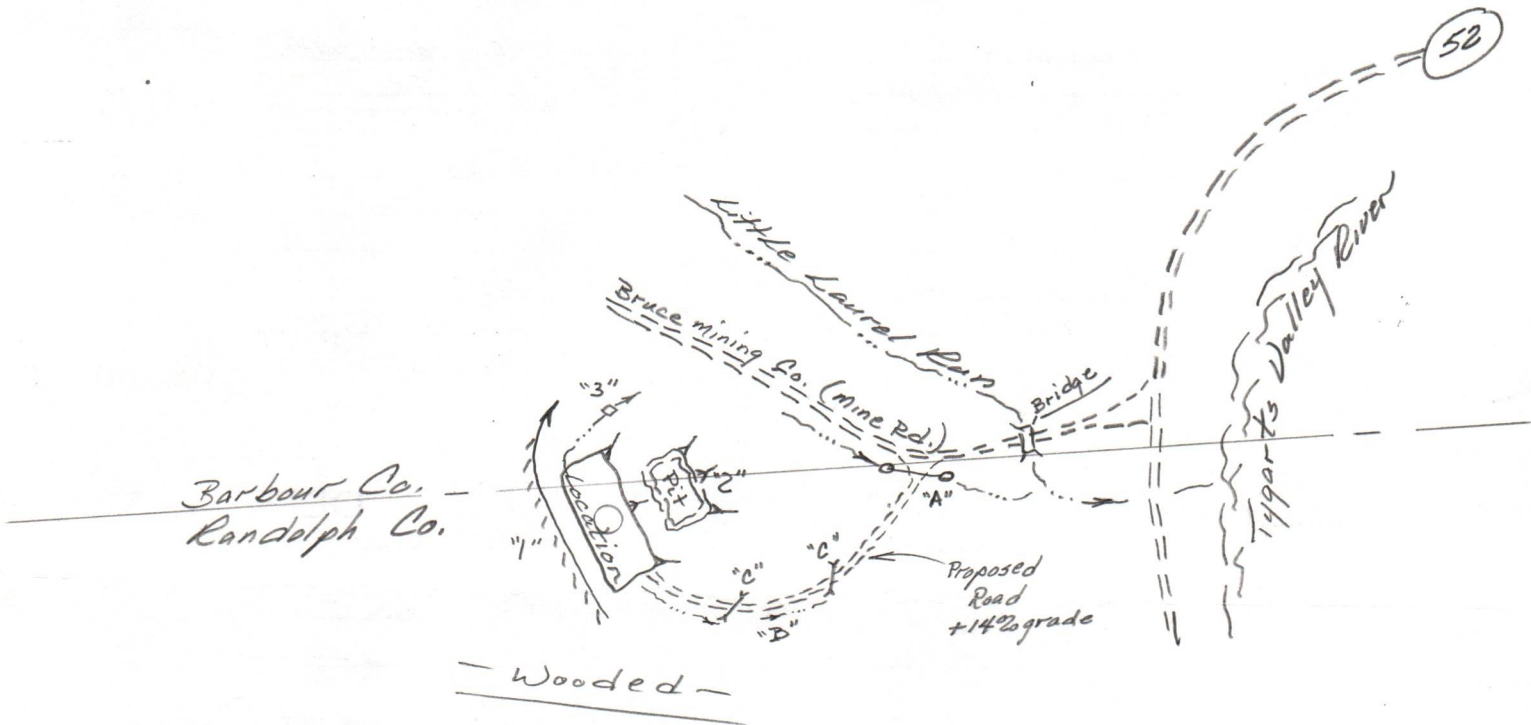 52
Little Laurel Run
Tygarts Valley River
Bruce mining Co. (mine Rd.)
Bridge
"3"
Barbour Co.
Randolph Co.
Location
Pit
"2"
"A"
"1"
"C"
"C"
"B"
Proposed
Road
+14% grade
- Wooded -